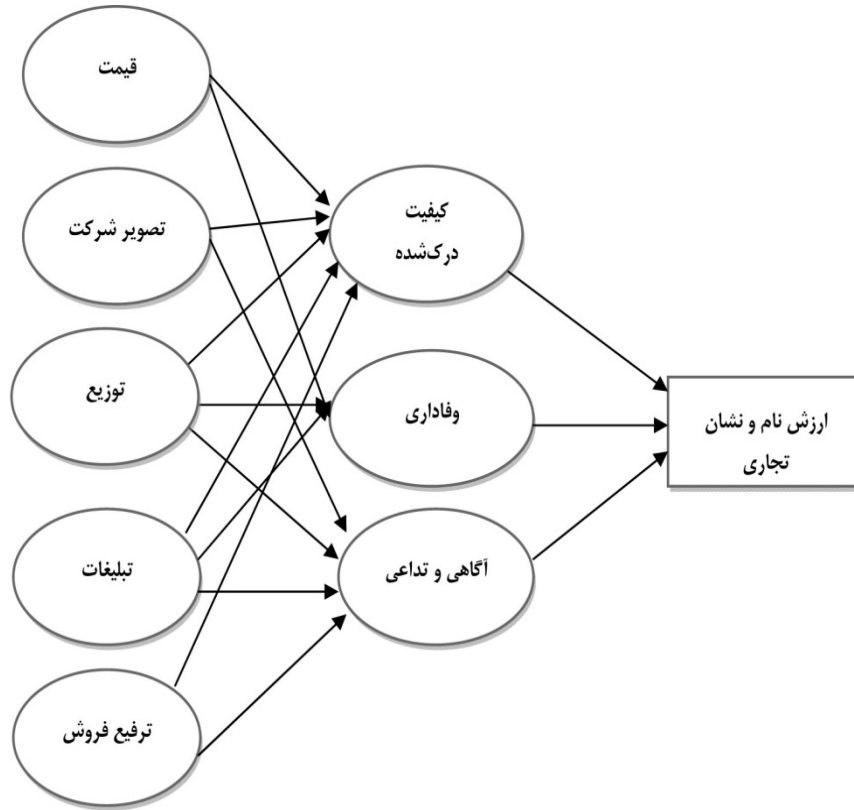 قیمت
تصویر شرکت
توزیع
تبلیغات
ترفیع فروش
کیفیت
درک‌شده
وفاداری
آگاهی و تداعی
ارزش نام و نشان
تجاری